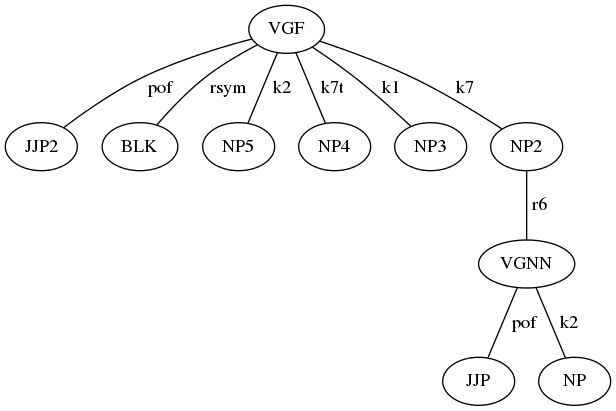 VGF
pof rsym k2 k7t k1 k7
JJP2 BLK NP5 NP4 NP3 NP2
r6
VGNN
pof k2
JJP NP